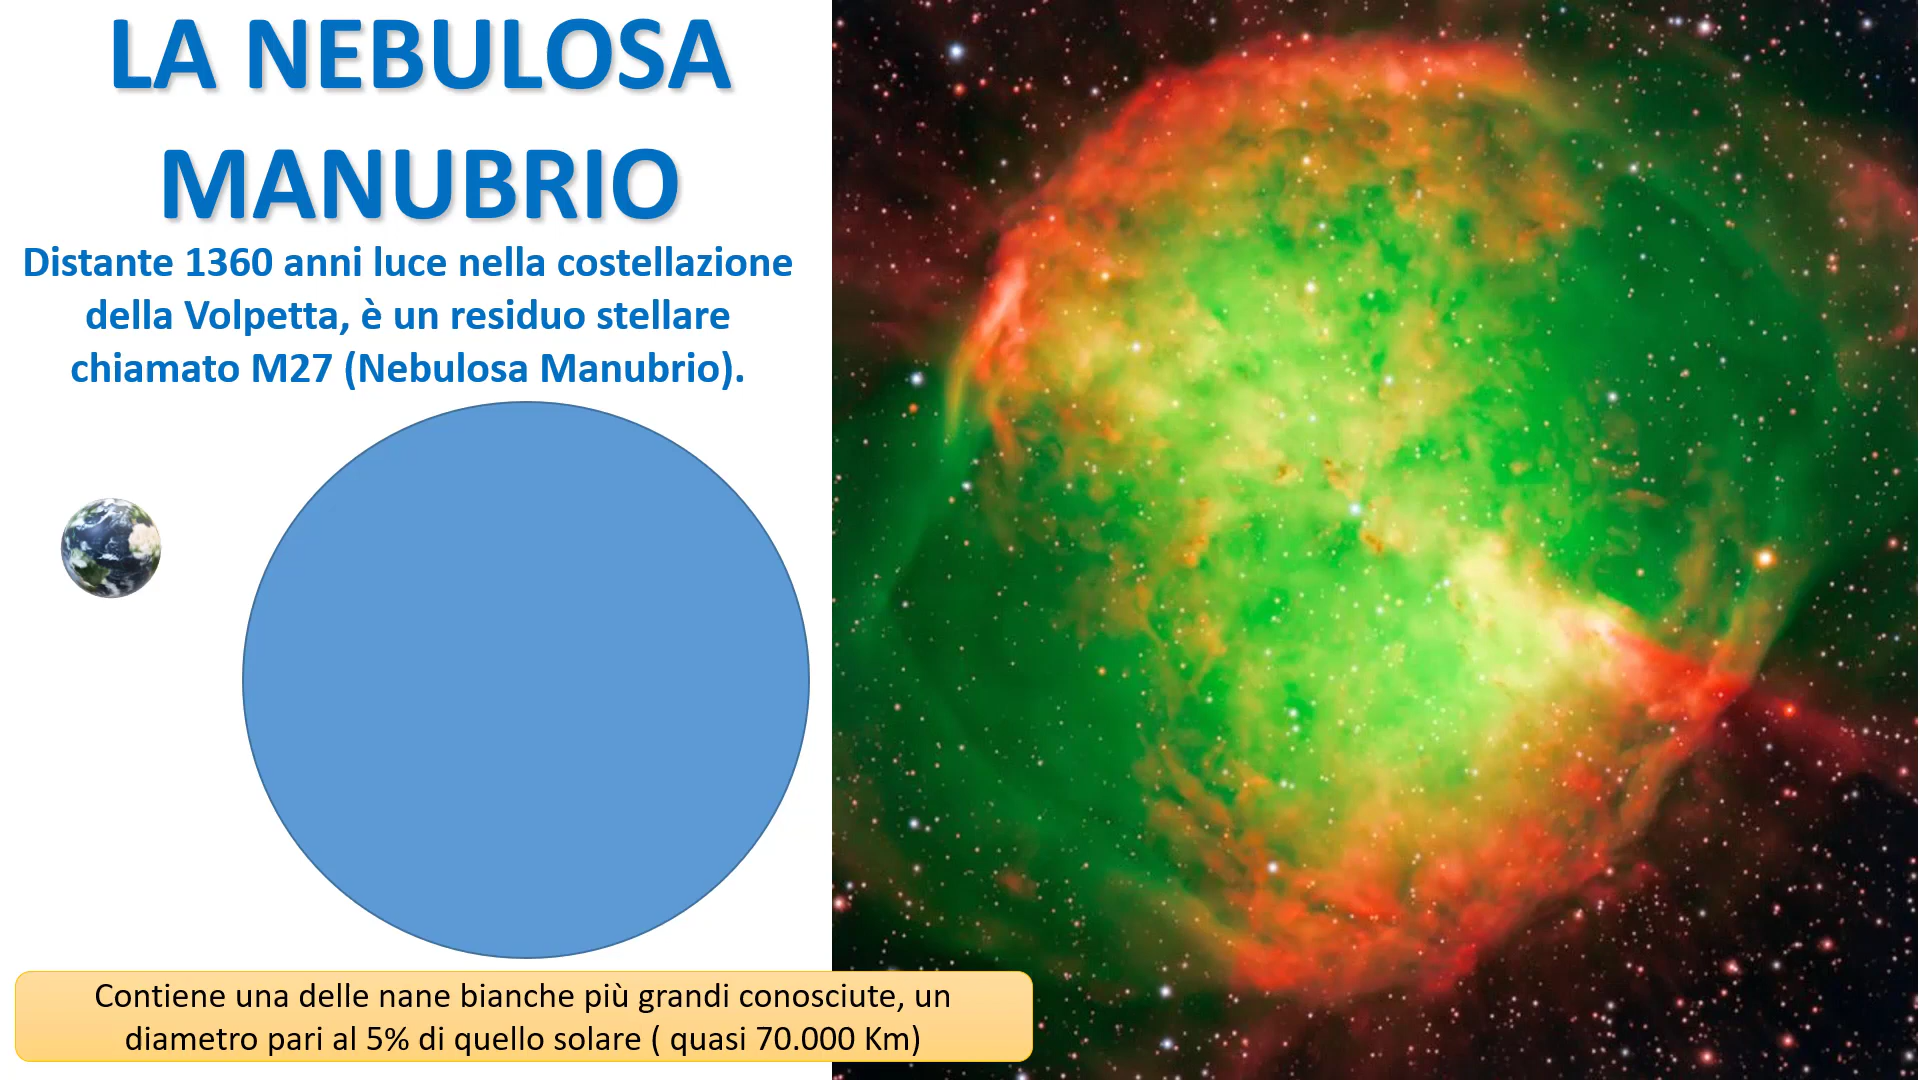 LA NEBULOSA
MANUBRIO
Distante 1360 anni luce nella costellazione
della Volpetta, è un residuo stellare
chiamato M27 (Nebulosa Manubrio).
Contiene una delle nane bianche più grandi conosciute, un
diametro pari al 5% di quello solare ( quasi 70.000 Km)